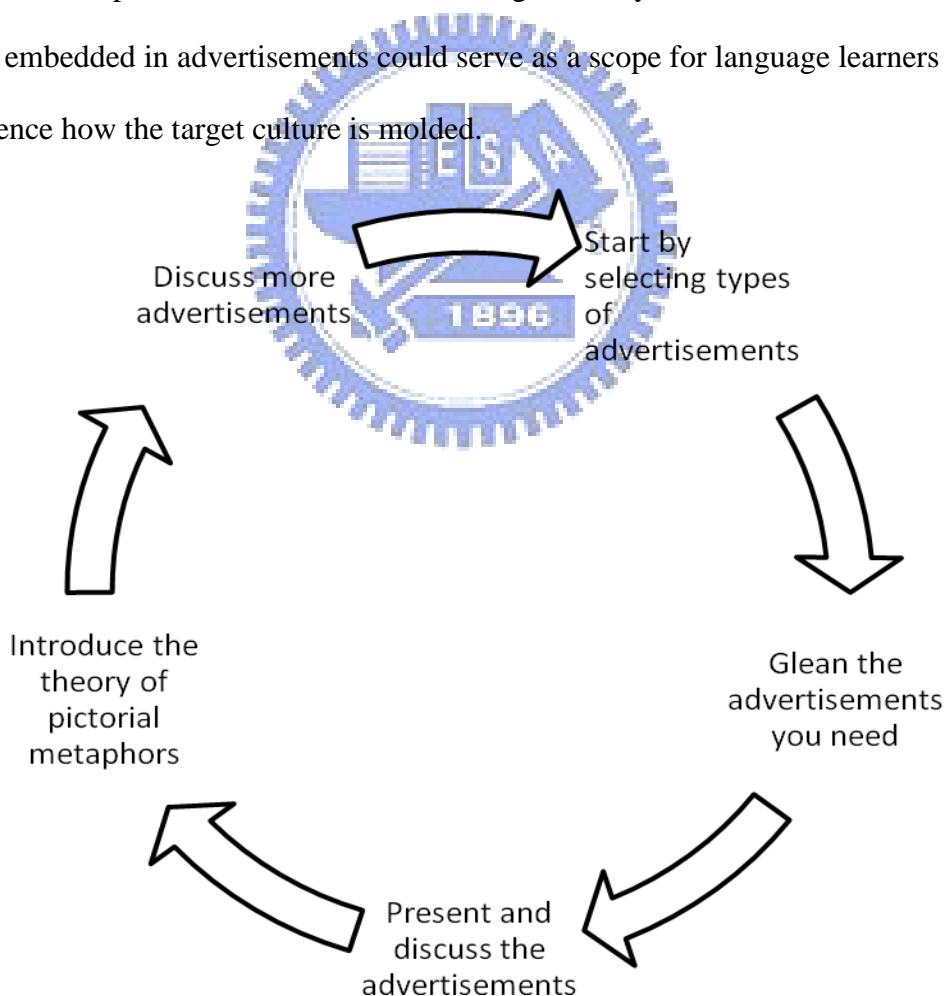 embedded in advertisements could serve as a scope for language learners
ence how the target culture is molded.
E S A
1896
Start by
selecting types
of
advertisements
Glean the
advertisements
you need
Present and
discuss the
advertisements
Introduce the
theory of
pictorial
metaphors
Discuss more
advertisements